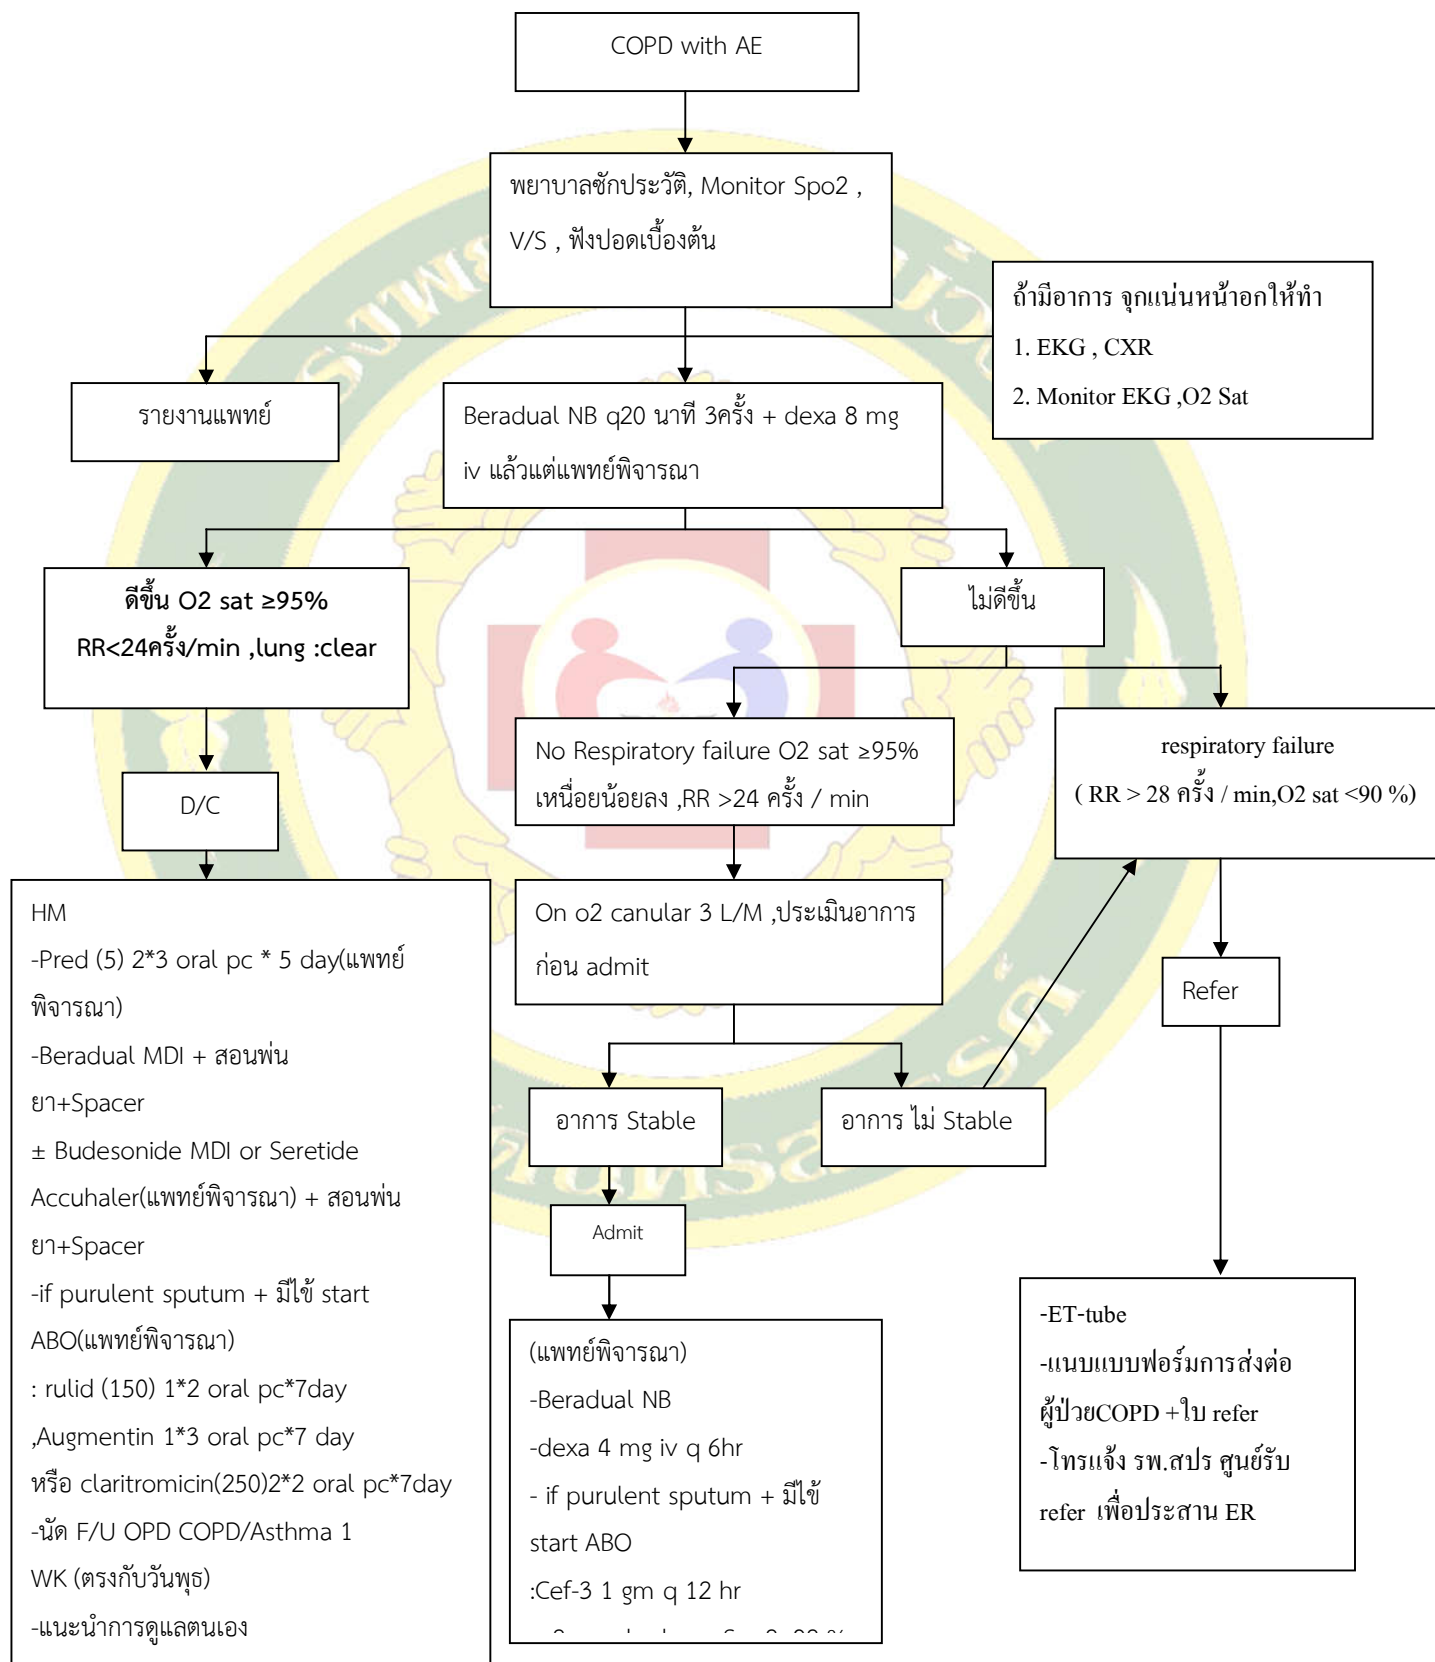 COPD with AE
พยาบาลซักประวัติ, Monitor Spo2 ,
V/S , ฟังปอดเบื้องต้น
ถ้ามีอาการ จุกแน่นหน้าอกให้ทำ
1. EKG , CXR
2. Monitor EKG ,O2 Sat
รายงานแพทย์
Beradual NB q20 นาที 3ครั้ง + dexa 8 mg
iv แล้วแต่แพทย์พิจารณา
ดีขึ้น O2 sat ≥95%
RR<24ครั้ง/min ,lung :clear
ไม่ดีขึ้น
D/C
No Respiratory failure O2 sat ≥95%
เหนื่อยน้อยลง ,RR >24 ครั้ง / min
respiratory failure
( RR > 28 ครั้ง / min,O2 sat <90 %)
HM
-Pred (5) 2*3 oral pc * 5 day(แพทย์
พิจารณา)
-Beradual MDI + สอนพ่น
ยา+Spacer
± Budesonide MDI or Seretide
Accuhaler(แพทย์พิจารณา) + สอนพ่น
ยา+Spacer
-if purulent sputum + มีไข้ start
ABO(แพทย์พิจารณา)
: rulid (150) 1*2 oral pc*7day
,Augmentin 1*3 oral pc*7 day
หรือ claritromicin(250)2*2 oral pc*7day
-นัด F/U OPD COPD/Asthma 1
WK (ตรงกับวันพุธ)
-แนะนำการดูแลตนเอง
On o2 canular 3 L/M ,ประเมินอาการ
ก่อน admit
Refer
อาการ Stable
อาการ ไม่ Stable
Admit
(แพทย์พิจารณา)
-Beradual NB
-dexa 4 mg iv q 6hr
- if purulent sputum + มีไข้
start ABO
:Cef-3 1 gm q 12 hr
-ET-tube
-แนบแบบฟอร์มการส่งต่อ
ผู้ป่วยCOPD +ใบ refer
-โทรแจ้ง รพ.สปร ศูนย์รับ
refer เพื่อประสาน ER